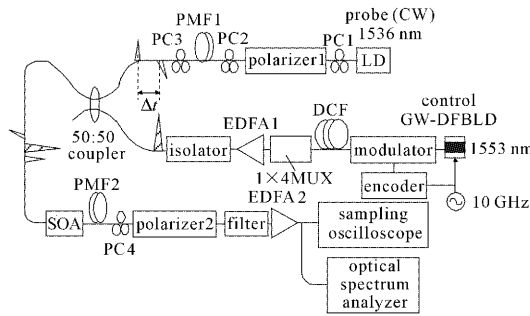 probe (CW)
1536 nm
PMF1
PC3
PC2
PC1
polarizer1
LD
Δt
DCF
control
GW-DFBLD
EDFA1
50:50
coupler
isolator
modulator
1553 nm
1×4MUX
encoder
PMF2
EDFA2
10 GHz
SOA
polarizer2
filter
sampling
oscilloscope
PC4
optical
spectrum
analyzer